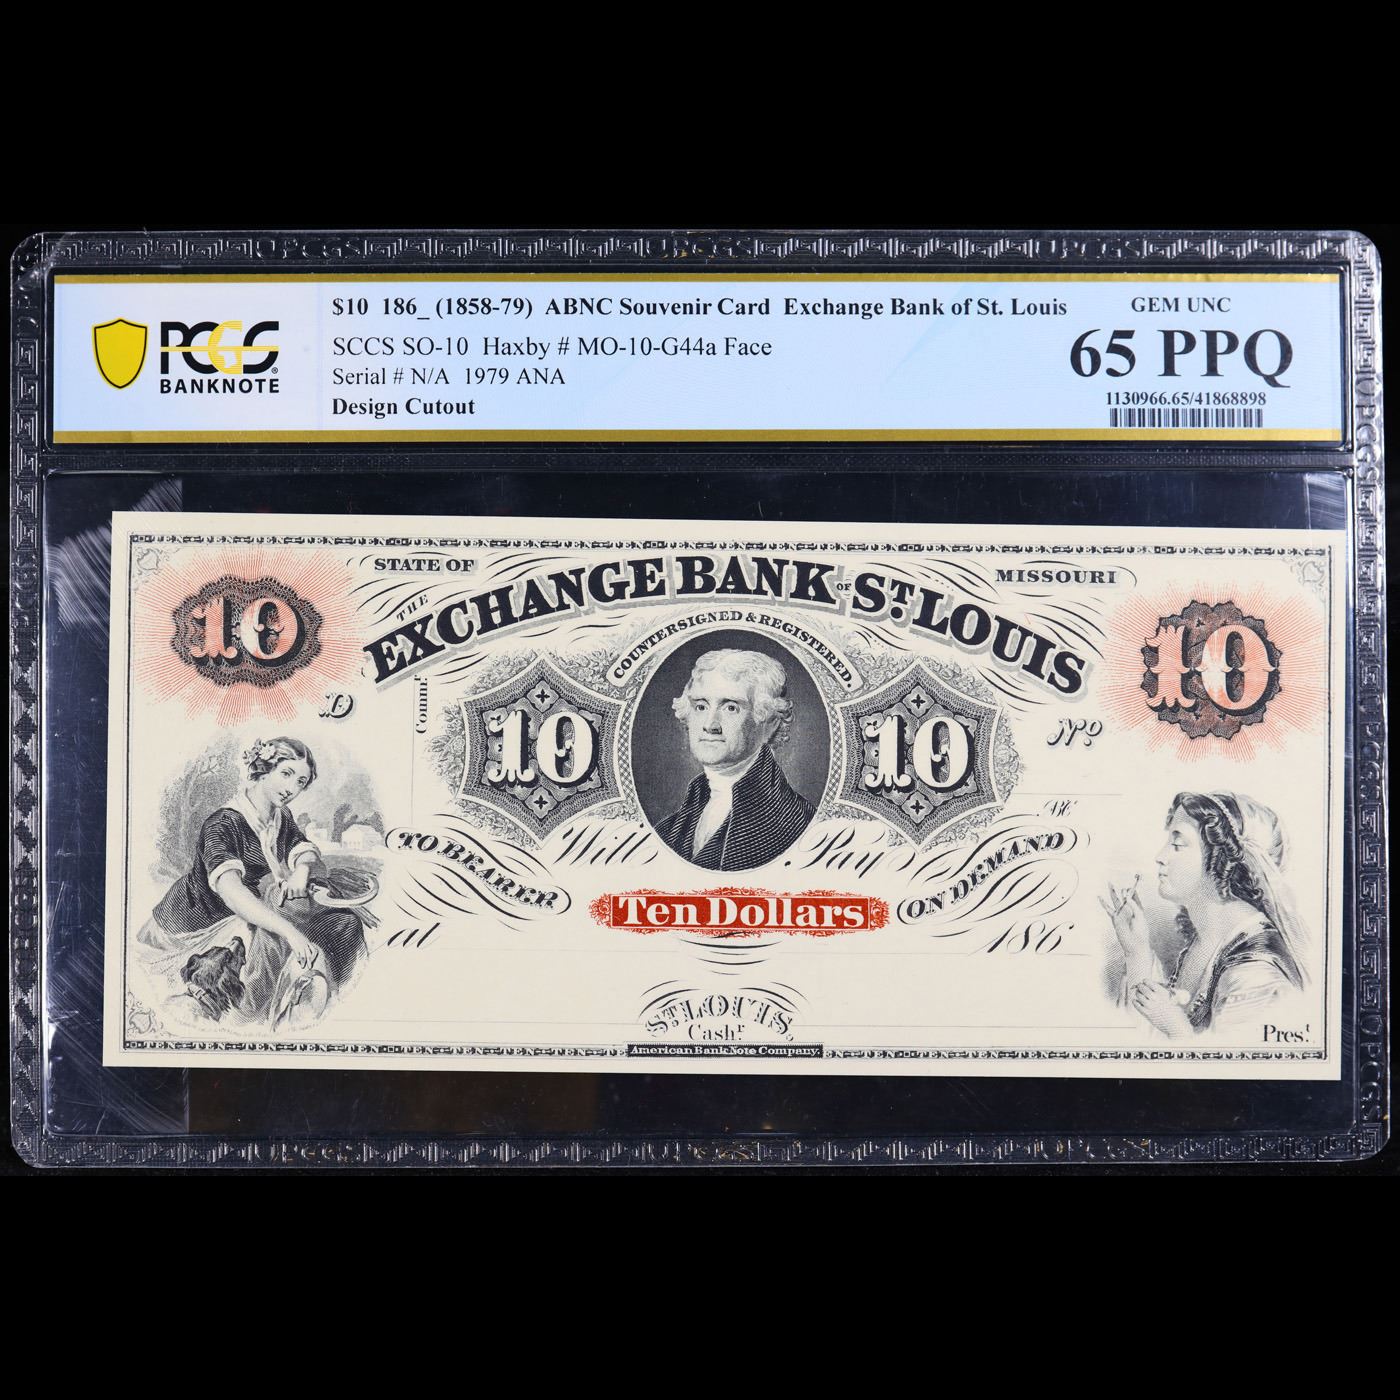 $10 186_ (1858-79) ABNC Souvenir Card Exchange Bank of St. Louis
GEM UNC
PCGS
BANKNOTE
SCCS SO-10 Haxby # MO-10-G44a Face
65 PPQ
Serial # N/A 1979 ANA
1130966.65/41868898
Design Cutout
STATE OF
MISSOURI
THE
EXCHANGE BANK OF ST. LOUIS
COUNTERSIGNED & REGISTERED.
10
10
10
10
D
Comr.
No
Will Pay
TO BEARER
ON DEMAND
Ten Dollars
at
186
ST. LOUIS.
Cashr.
Prest.
American Bank Note Company.